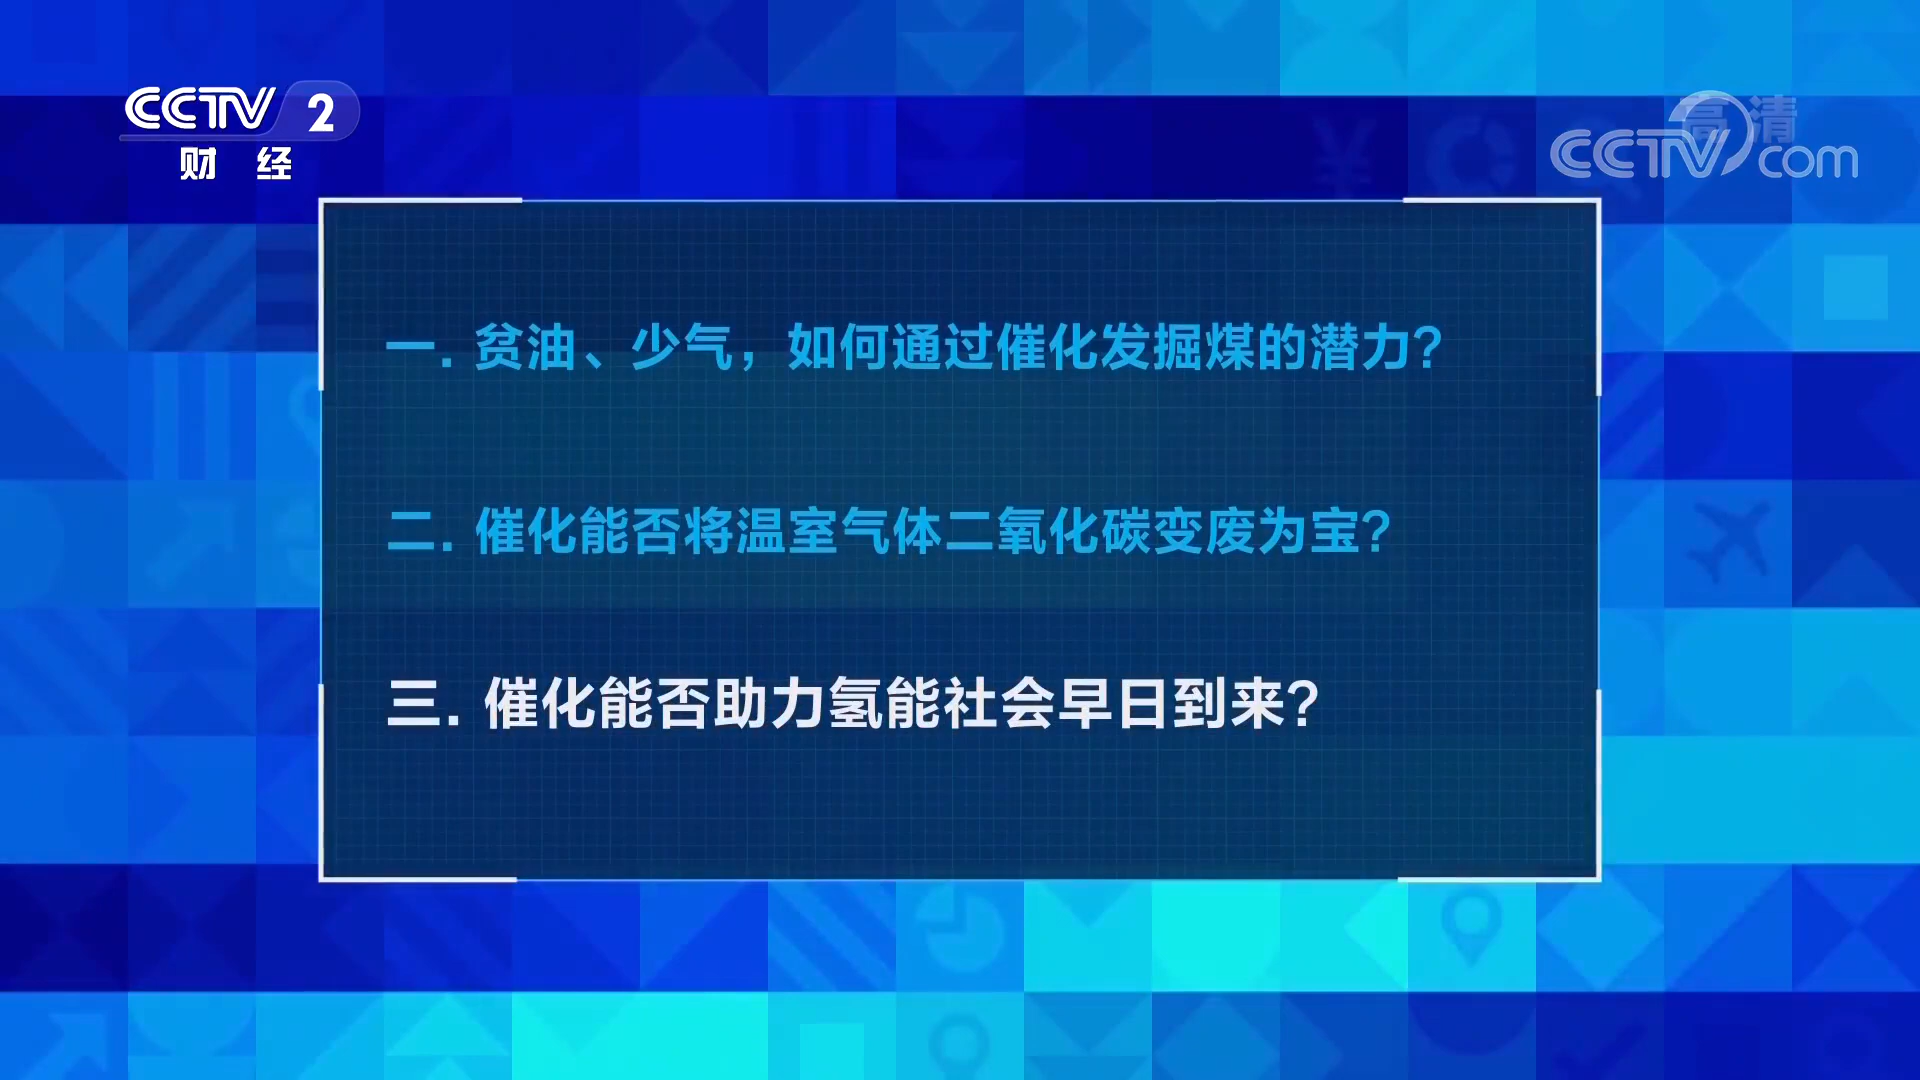 CCTV 2
财 经
高清
CCTV com
一. 贫油、少气，如何通过催化发掘煤的潜力?
二. 催化能否将温室气体二氧化碳变废为宝?
三. 催化能否助力氢能社会早日到来?